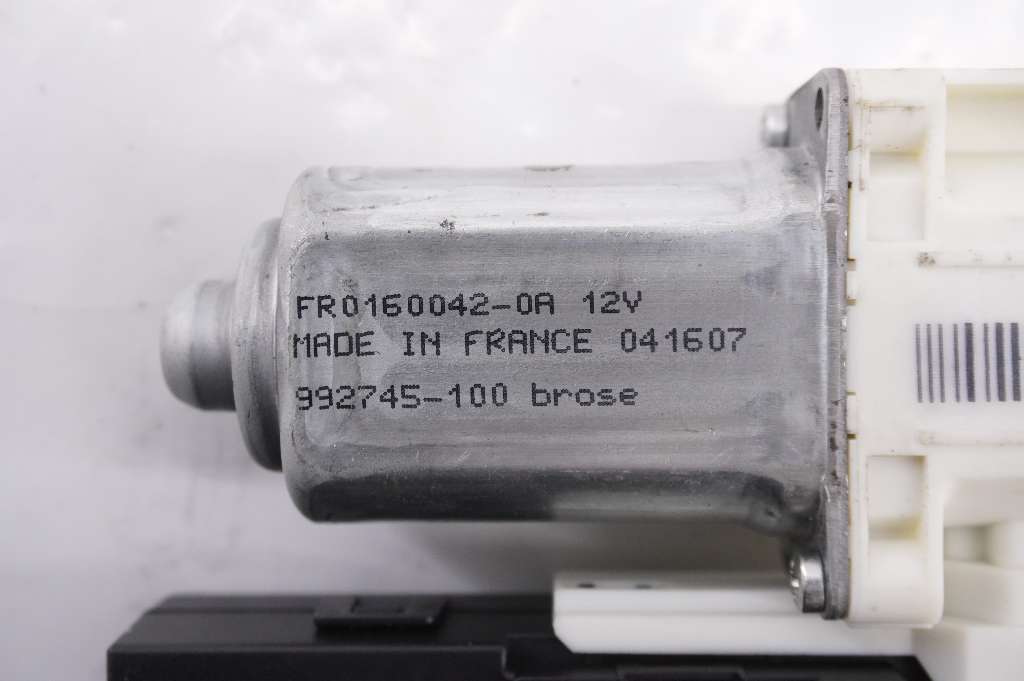 FR0160042-0A 12V
MADE IN FRANCE 041607
992745-100 brose